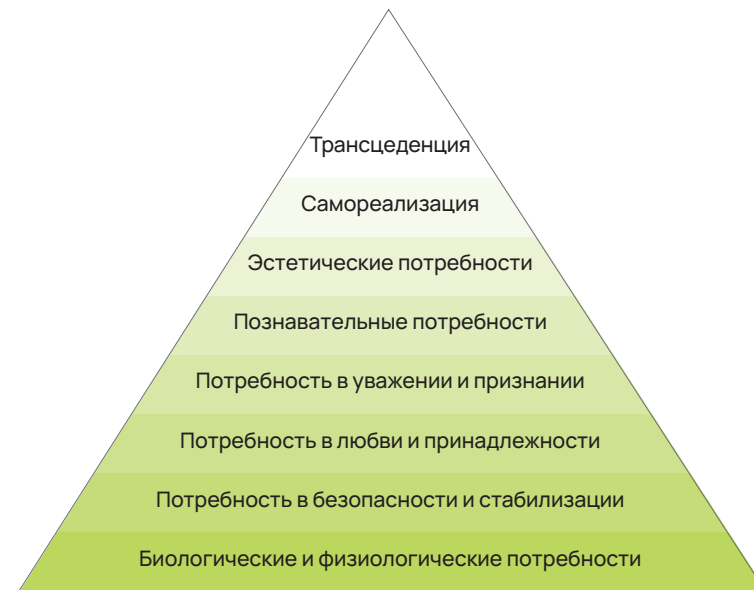 Трансцеденция
Самореализация
Эстетические потребности
Познавательные потребности
Потребность в уважении и признании
Потребность в любви и принадлежности
Потребность в безопасности и стабилизации
Биологические и физиологические потребности